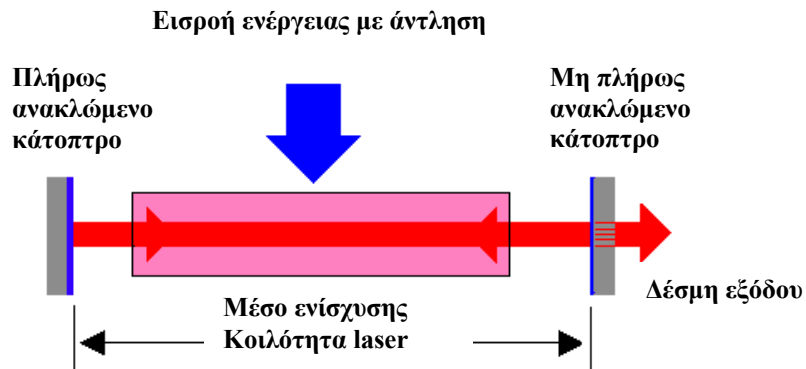 Εισροή ενέργειας με άντληση
Πλήρως
ανακλώμενο
κάτοπτρο
Μη πλήρως
ανακλώμενο
κάτοπτρο
Δέσμη εξόδου
Μέσο ενίσχυσης
Κοιλότητα laser